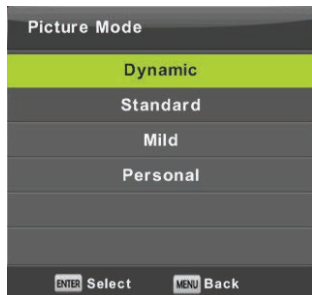 Picture Mode
Dynamic
Standard
Mild
Personal
ENTER Select MENU Back